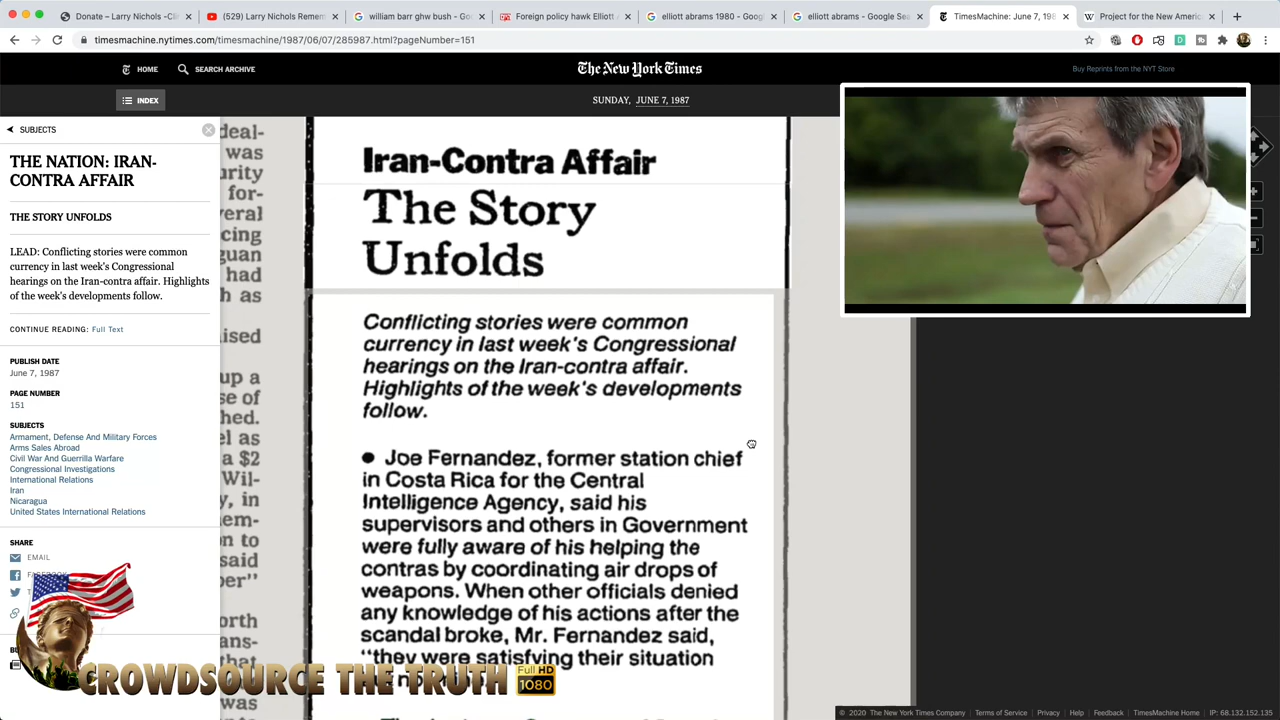 Donate – Larry Nichols -Cli
(529) Larry Nichols Remem
william barr ghw bush - Goo
Foreign policy hawk Elliott A
elliott abrams 1980 - Google
elliott abrams - Google Sea
TimesMachine: June 7, 198
Project for the New Americ
timesmachine.nytimes.com/timesmachine/1987/06/07/285987.html?pageNumber=151
HOME
SEARCH ARCHIVE
The New York Times
Buy Reprints from the NYT Store
INDEX
SUNDAY, JUNE 7, 1987
SUBJECTS
THE NATION: IRAN-
CONTRA AFFAIR
THE STORY UNFOLDS
LEAD: Conflicting stories were common
currency in last week's Congressional
hearings on the Iran-contra affair. Highlights
of the week's developments follow.
CONTINUE READING: Full Text
PUBLISH DATE
June 7, 1987
PAGE NUMBER
151
SUBJECTS
Armament, Defense And Military Forces
Arms Sales Abroad
Civil War And Guerrilla Warfare
Congressional Investigations
International Relations
Iran
Nicaragua
United States International Relations
SHARE
EMAIL
Iran-Contra Affair
The Story
Unfolds
Conflicting stories were common
currency in last week's Congressional
hearings on the Iran-contra affair.
Highlights of the week's developments
follow.
● Joe Fernandez, former station chief
in Costa Rica for the Central
Intelligence Agency, said his
supervisors and others in Government
were fully aware of his helping the
contras by coordinating air drops of
weapons. When other officials denied
any knowledge of his actions after the
scandal broke, Mr. Fernandez said,
"they were satisfying their situation
CROWDSOURCE THE TRUTH
Full HD
1080
© 2020 The New York Times Company
Terms of Service
Privacy
Help
Feedback
TimesMachine Home
IP: 68.132.152.135